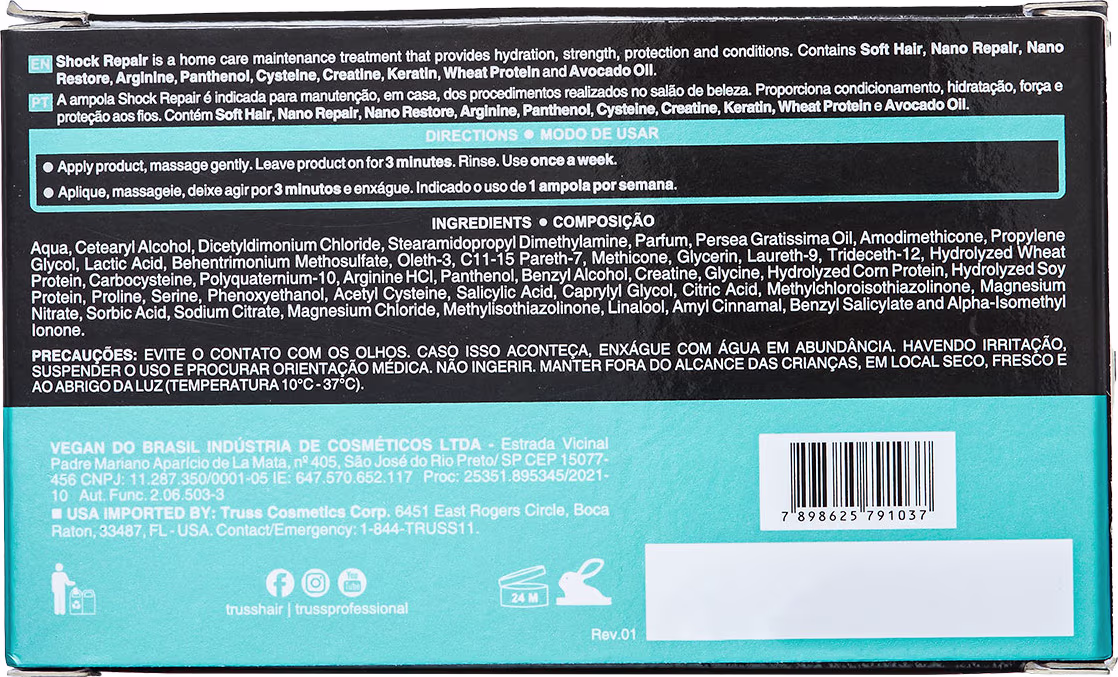 EN Shock Repair is a home care maintenance treatment that provides hydration, strength, protection and conditions. Contains Soft Hair, Nano Repair, Nano
Restore, Arginine, Panthenol, Cysteine, Creatine, Keratin, Wheat Protein and Avocado Oil.
PT A ampola Shock Repair é indicada para manutenção, em casa, dos procedimentos realizados no salão de beleza. Proporciona condicionamento, hidratação, força e
proteção aos fios. Contém Soft Hair, Nano Repair, Nano Restore, Arginine, Panthenol, Cysteine, Creatine, Keratin, Wheat Protein e Avocado Oil.
DIRECTIONS ● MODO DE USAR
● Apply product, massage gently. Leave product on for 3 minutes. Rinse. Use once a week.
● Aplique, massageie, deixe agir por 3 minutos e enxágue. Indicado o uso de 1 ampola por semana.
INGREDIENTS ● COMPOSIÇÃO
Aqua, Cetearyl Alcohol, Dicetyldimonium Chloride, Stearamidopropyl Dimethylamine, Parfum, Persea Gratissima Oil, Amodimethicone, Propylene
Glycol, Lactic Acid, Behentrimonium Methosulfate, Oleth-3, C11-15 Pareth-7, Methicone, Glycerin, Laureth-9, Trideceth-12, Hydrolyzed Wheat
Protein, Carbocysteine, Polyquaternium-10, Arginine HCl, Panthenol, Benzyl Alcohol, Creatine, Glycine, Hydrolyzed Corn Protein, Hydrolyzed Soy
Protein, Proline, Serine, Phenoxyethanol, Acetyl Cysteine, Salicylic Acid, Caprylyl Glycol, Citric Acid, Methylchloroisothiazolinone, Magnesium
Nitrate, Sorbic Acid, Sodium Citrate, Magnesium Chloride, Methylisothiazolinone, Linalool, Amyl Cinnamal, Benzyl Salicylate and Alpha-Isomethyl
Ionone.
PRECAUÇÕES: EVITE O CONTATO COM OS OLHOS. CASO ISSO ACONTEÇA, ENXÁGUE COM ÁGUA EM ABUNDÂNCIA. HAVENDO IRRITAÇÃO,
SUSPENDER O USO E PROCURAR ORIENTAÇÃO MÉDICA. NÃO INGERIR. MANTER FORA DO ALCANCE DAS CRIANÇAS, EM LOCAL SECO, FRESCO E
AO ABRIGO DA LUZ (TEMPERATURA 10°C - 37°C).
VEGAN DO BRASIL INDÚSTRIA DE COSMÉTICOS LTDA - Estrada Vicinal
Padre Mariano Aparício de La Mata, nº 405, São José do Rio Preto/ SP CEP 15077-
456 CNPJ: 11.287.350/0001-05 IE: 647.570.652.117 Proc: 25351.895345/2021-
10 Aut. Func. 2.06.503-3
■ USA IMPORTED BY: Truss Cosmetics Corp. 6451 East Rogers Circle, Boca
Raton, 33487, FL - USA. Contact/Emergency: 1-844-TRUSS11.
7 898625 791037
You Tube
24 M
trusshair | trussprofessional
Rev.01